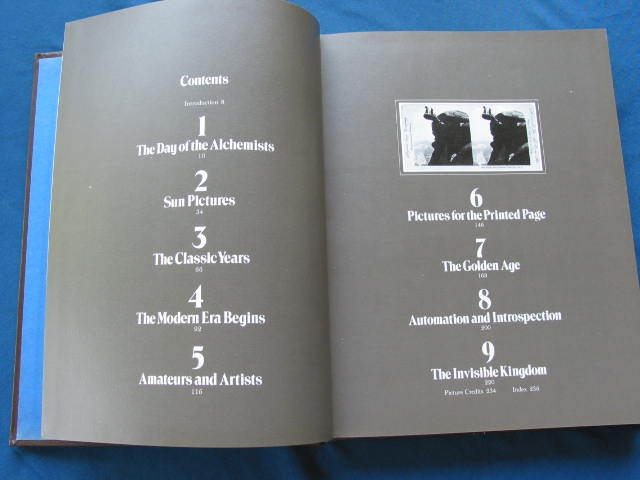 Contents
Introduction 8
1
The Day of the Alchemists
10
2
Sun Pictures
34
3
The Classic Years
66
4
The Modern Era Begins
92
5
Amateurs and Artists
116
6
Pictures for the Printed Page
146
7
The Golden Age
168
8
Automation and Introspection
200
9
The Invisible Kingdom
220
Picture Credits 234 Index 236